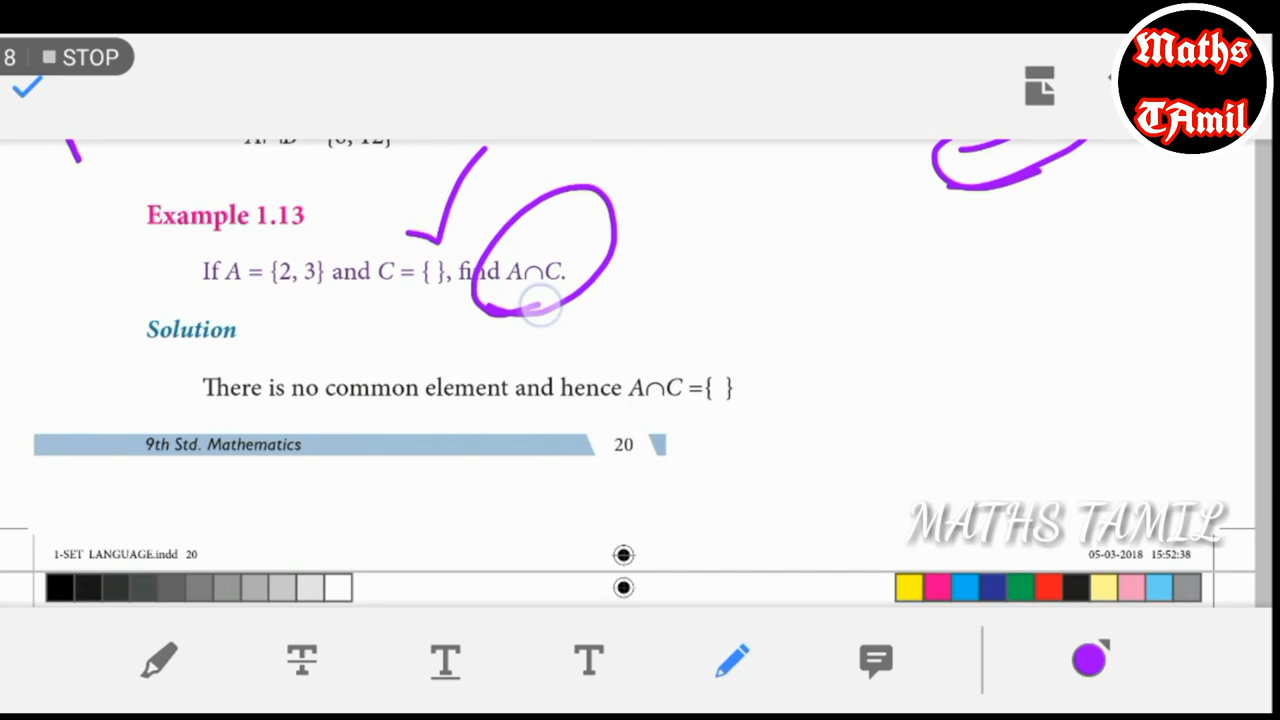 8 STOP
Maths
TAmil
Example 1.13
If A = {2, 3} and C = { }, find A∩C.
Solution
There is no common element and hence A∩C ={ }
9th Std. Mathematics 20
MATHS TAMIL
1-SET LANGUAGE.indd 20
05-03-2018 15:52:38